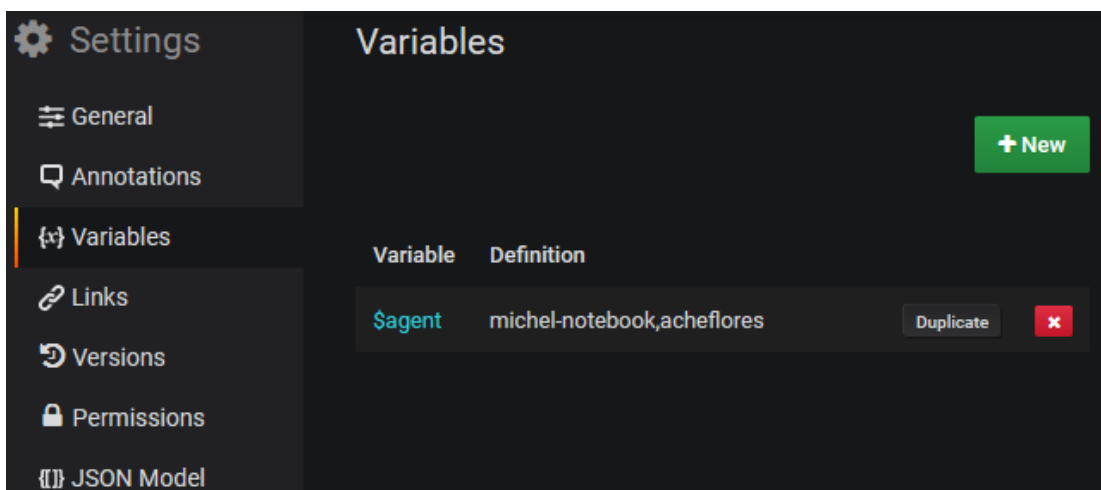 Settings
General
Annotations
{x} Variables
Links
Versions
Permissions
{[]} JSON Model
Variables
+ New
Variable Definition
$agent michel-notebook,acheflores Duplicate ×